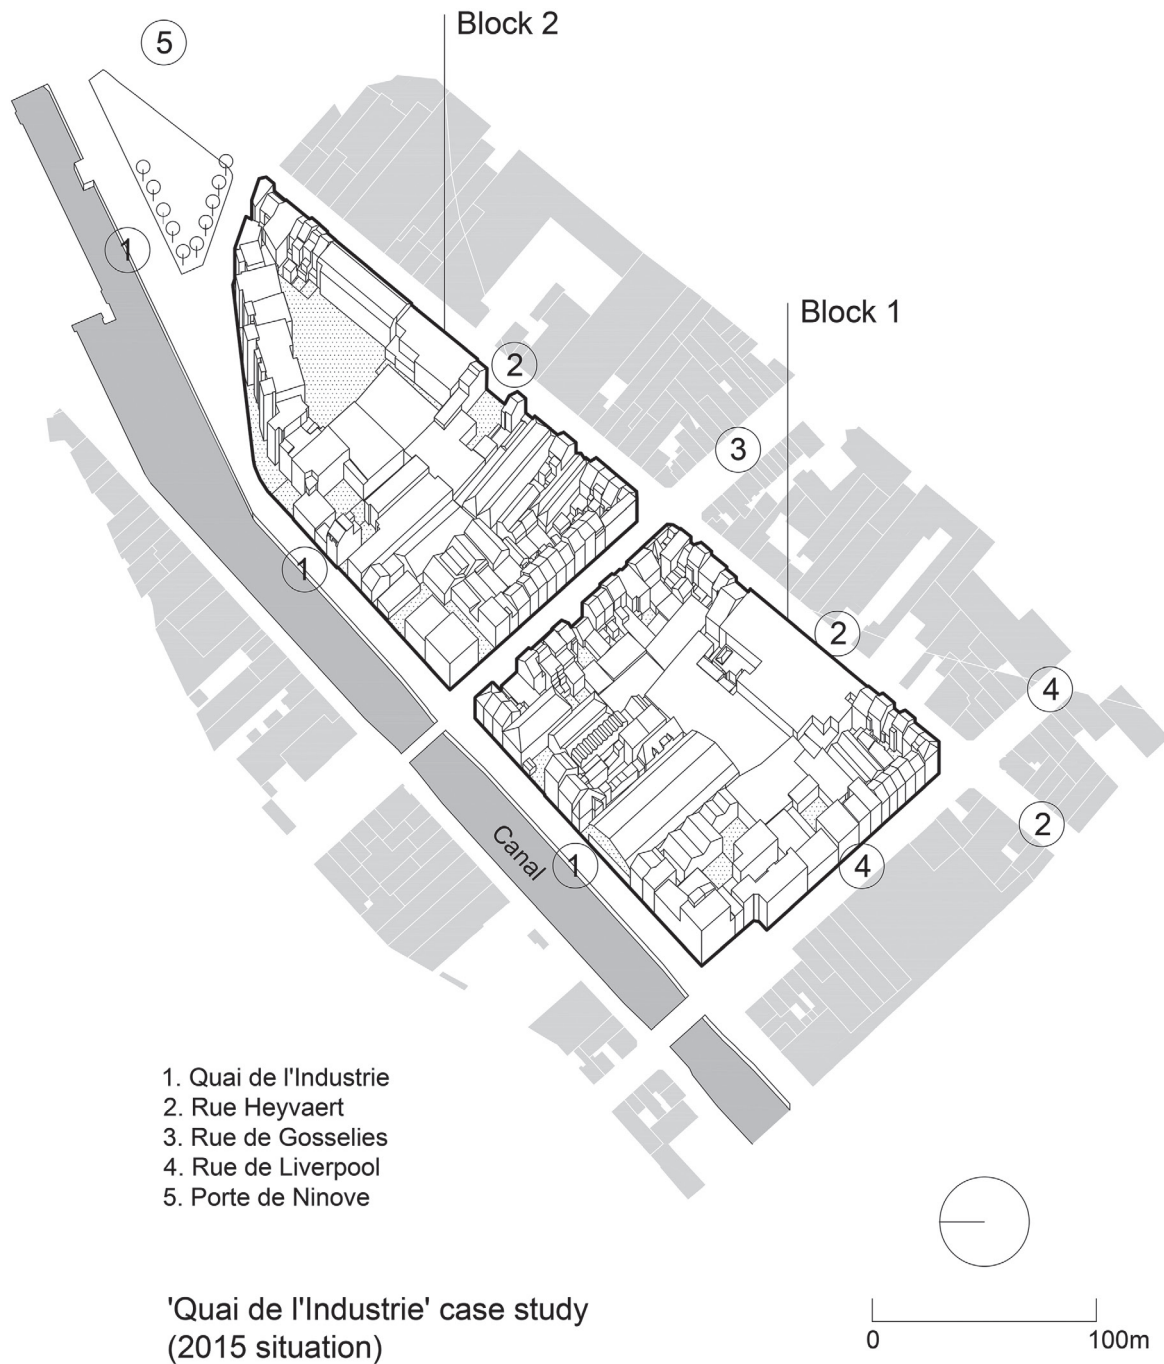 5
Block 2
1
Block 1
2
3
1
2
4
2
Canal
1
4
1. Quai de l'Industrie
2. Rue Heyvaert
3. Rue de Gosselies
4. Rue de Liverpool
5. Porte de Ninove
'Quai de l'Industrie' case study
(2015 situation)
0
100m